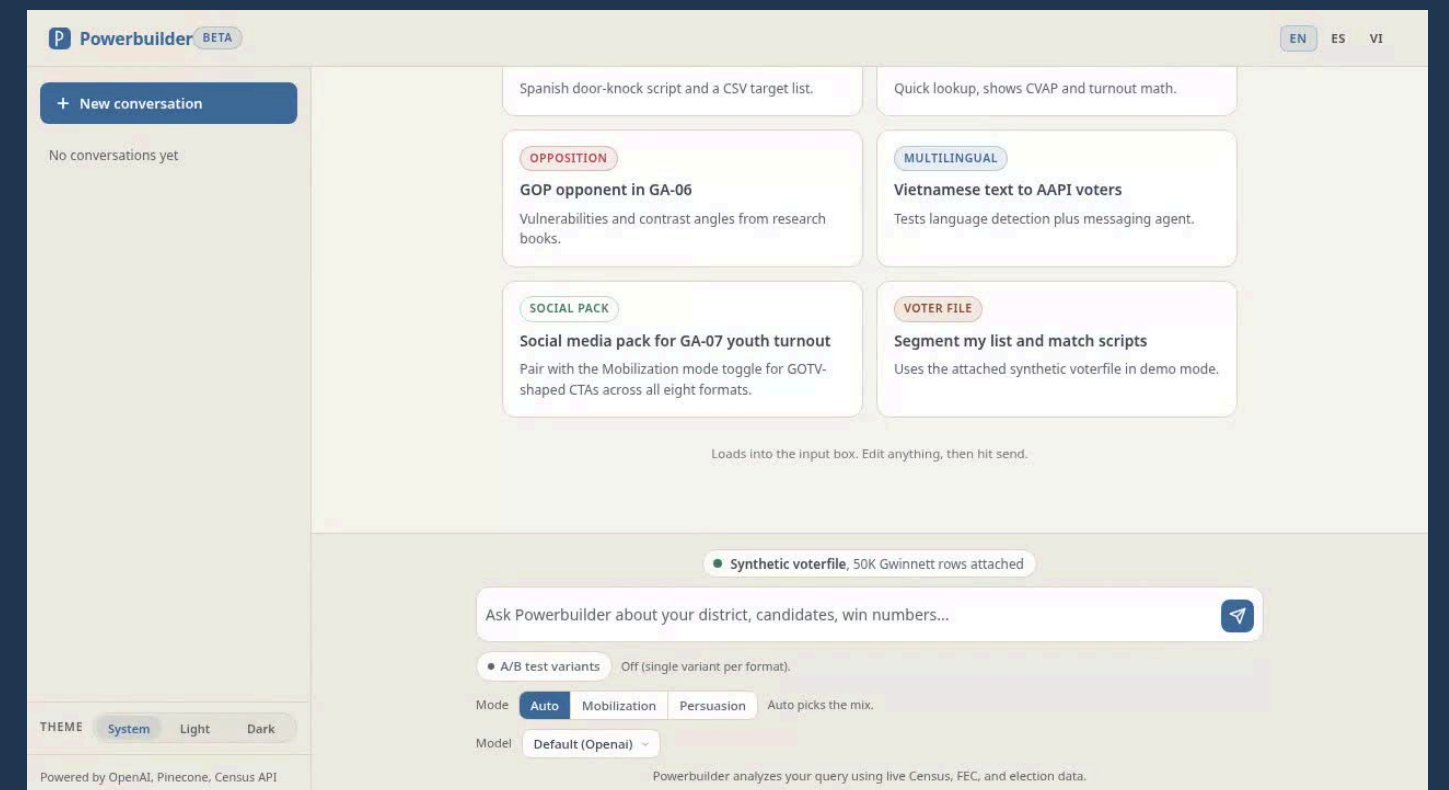 Powerbuilder BETA
EN ES VI
+ New conversation
No conversations yet
Spanish door-knock script and a CSV target list.
Quick lookup, shows CVAP and turnout math.
OPPOSITION
GOP opponent in GA-06
Vulnerabilities and contrast angles from research
books.
MULTILINGUAL
Vietnamese text to AAPI voters
Tests language detection plus messaging agent.
SOCIAL PACK
Social media pack for GA-07 youth turnout
Pair with the Mobilization mode toggle for GOTV-
shaped CTAs across all eight formats.
VOTER FILE
Segment my list and match scripts
Uses the attached synthetic voterfile in demo mode.
Loads into the input box. Edit anything, then hit send.
Synthetic voterfile, 50K Gwinnett rows attached
Ask Powerbuilder about your district, candidates, win numbers...
A/B test variants Off (single variant per format).
Mode Auto Mobilization Persuasion Auto picks the mix.
Model Default (Openai)
Powerbuilder analyzes your query using live Census, FEC, and election data.
THEME System Light Dark
Powered by OpenAI, Pinecone, Census API